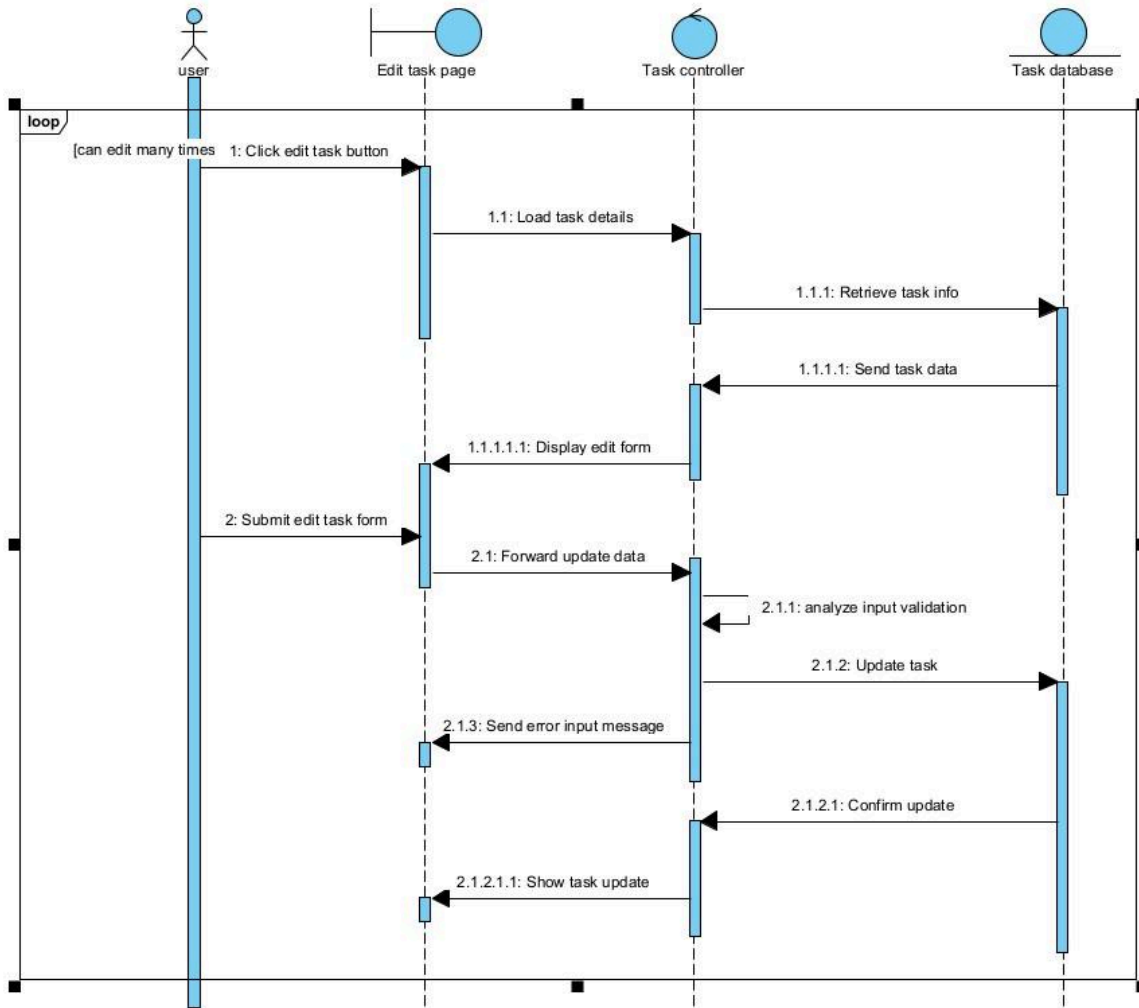 user
Edit task page
Task controller
Task database
loop
[can edit many times
1: Click edit task button
1.1: Load task details
1.1.1: Retrieve task info
1.1.1.1: Send task data
1.1.1.1.1: Display edit form
2: Submit edit task form
2.1: Forward update data
2.1.1: analyze input validation
2.1.2: Update task
2.1.3: Send error input message
2.1.2.1: Confirm update
2.1.2.1.1: Show task update